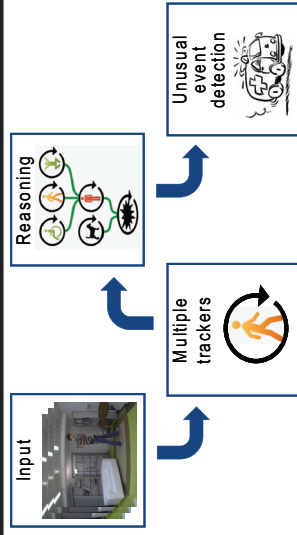 Input
Multiple
trackers
Reasoning
Unusual
event
detection